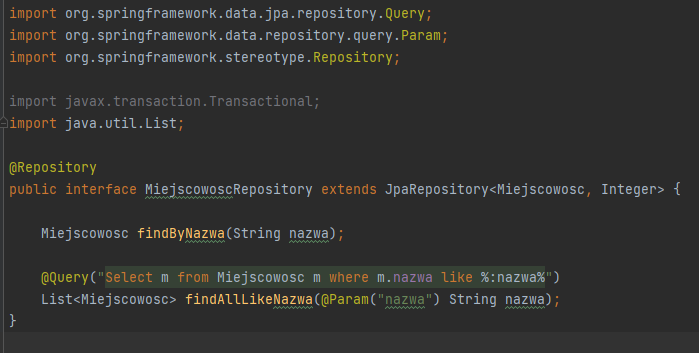 import org.springframework.data.jpa.repository.Query;
import org.springframework.data.repository.query.Param;
import org.springframework.stereotype.Repository;
import javax.transaction.Transactional;
import java.util.List;
@Repository
public interface MiejscowoscRepository extends JpaRepository<Miejscowosc, Integer> {
Miejscowosc findByNazwa(String nazwa);
@Query("Select m from Miejscowosc m where m.nazwa like %:nazwa%")
List<Miejscowosc> findAllLikeNazwa(@Param("nazwa") String nazwa);
}